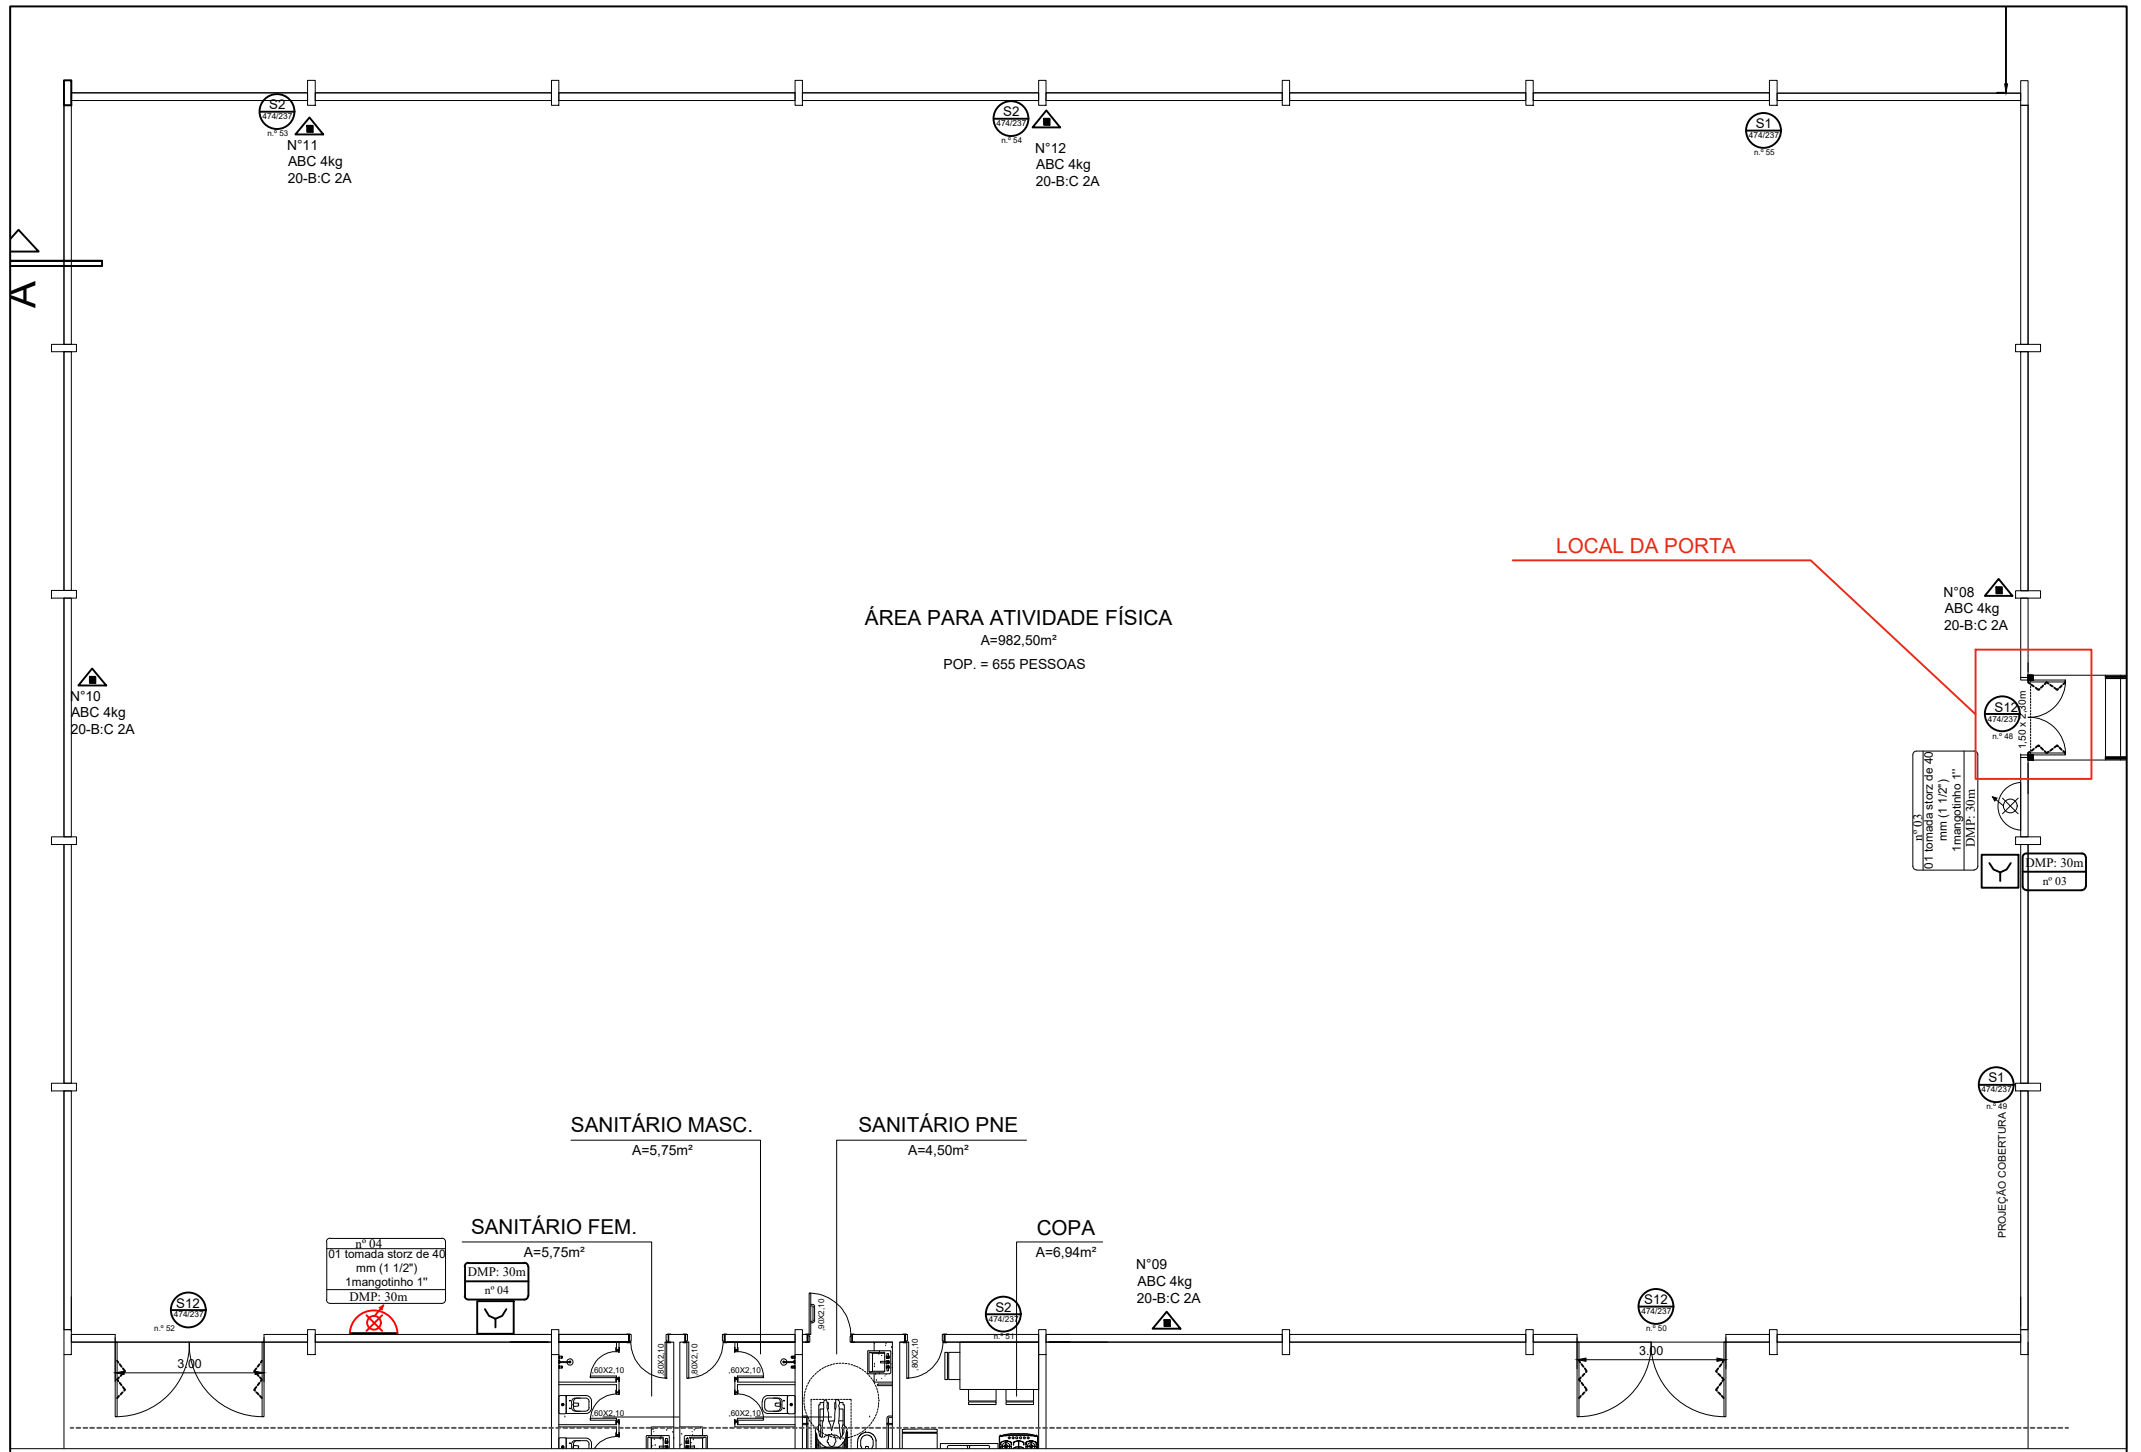 S2
474/237
n.º 53
N°11
ABC 4kg
20-B:C 2A
S2
474/237
n.º 54
N°12
ABC 4kg
20-B:C 2A
S1
474/237
n.º 55
A
LOCAL DA PORTA
ÁREA PARA ATIVIDADE FÍSICA
A=982,50m²
POP. = 655 PESSOAS
N°08
ABC 4kg
20-B:C 2A
N°10
ABC 4kg
20-B:C 2A
S12
474/237
n.º 48
1,50 x 2,30m
nº 03
01 tomada storz de 40
mm (1 1/2")
1mangotinho 1"
DMP: 30m
DMP: 30m
nº 03
S1
474/237
n.º 49
PROJEÇÃO COBERTURA
SANITÁRIO MASC.
A=5,75m²
SANITÁRIO PNE
A=4,50m²
SANITÁRIO FEM.
A=5,75m²
COPA
A=6,94m²
nº 04
01 tomada storz de 40
mm (1 1/2")
1mangotinho 1"
DMP: 30m
DMP: 30m
nº 04
N°09
ABC 4kg
20-B:C 2A
S12
474/237
n.º 52
S2
474/237
n.º 51
S12
474/237
n.º 50
3.00
,60X2,10
,80X2,10
,80X2,10
,60X2,10
,90X2,10
,80X2,10
3.00
,60X2,10
,60X2,10